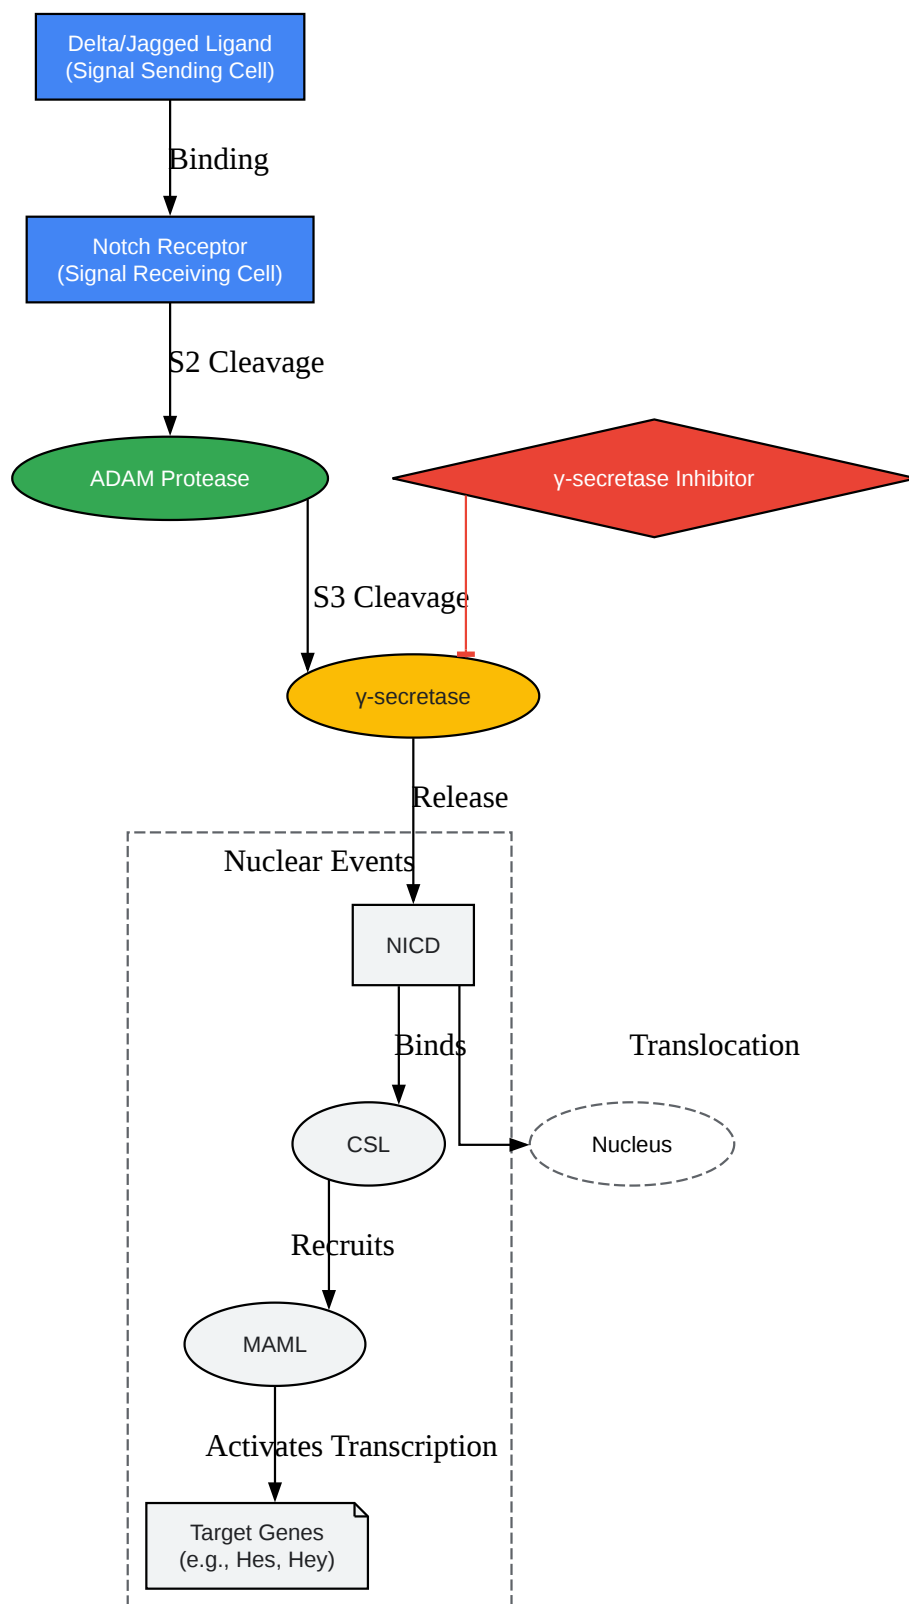 Delta/Jagged Ligand
(Signal Sending Cell)
Binding
Notch Receptor
(Signal Receiving Cell)
S2 Cleavage
ADAM Protease
γ-secretase Inhibitor
S3 Cleavage
γ-secretase
Release
Nuclear Events
NICD
Binds
Translocation
CSL
Nucleus
Recruits
MAML
Activates Transcription
Target Genes
(e.g., Hes, Hey)